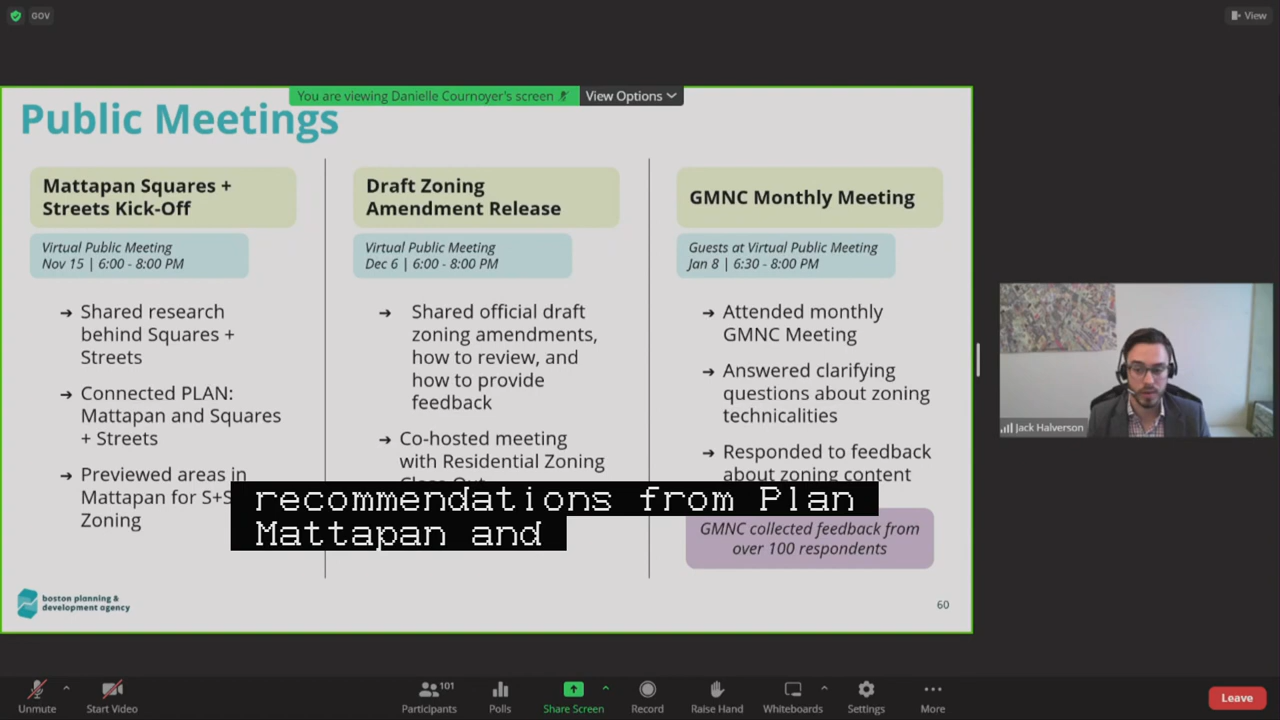 GOV
View
You are viewing Danielle Cournoyer's screen
View Options
Public Meetings
Mattapan Squares +
Streets Kick-Off
Virtual Public Meeting
Nov 15 | 6:00 - 8:00 PM
➔ Shared research
behind Squares +
Streets
➔ Connected PLAN:
Mattapan and Squares
+ Streets
➔ Previewed areas in
Mattapan for S+S
Zoning
Draft Zoning
Amendment Release
Virtual Public Meeting
Dec 6 | 6:00 - 8:00 PM
➔ Shared official draft
zoning amendments,
how to review, and
how to provide
feedback
➔ Co-hosted meeting
with Residential Zoning
GMNC Monthly Meeting
Guests at Virtual Public Meeting
Jan 8 | 6:30 - 8:00 PM
➔ Attended monthly
GMNC Meeting
➔ Answered clarifying
questions about zoning
technicalities
➔ Responded to feedback
about zoning content
GMNC collected feedback from
over 100 respondents
recommendations from Plan
Mattapan and
boston planning &
development agency
60
Jack Halverson
Unmute
Start Video
101
Participants
Polls
Share Screen
Record
Raise Hand
Whiteboards
Settings
More
Leave